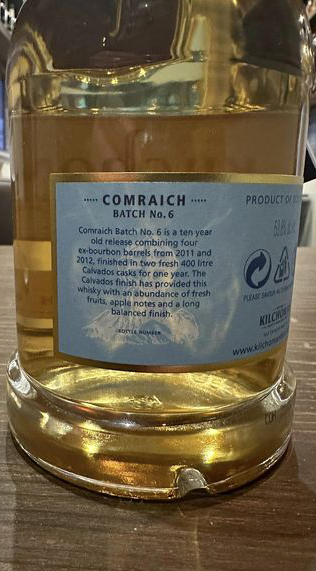 COMRAICH
BATCH No. 6
Comraich Batch No. 6 is a ten year
old release combining four
ex-bourbon barrels from 2011 and
2012, finished in two fresh 400 litre
Calvados casks for one year. The
Calvados finish has provided this
whisky with an abundance of fresh
fruits, apple notes and a long
balanced finish.
BOTTLE NUMBER
PRODUCT OF
PLEASE
www.kilchoman